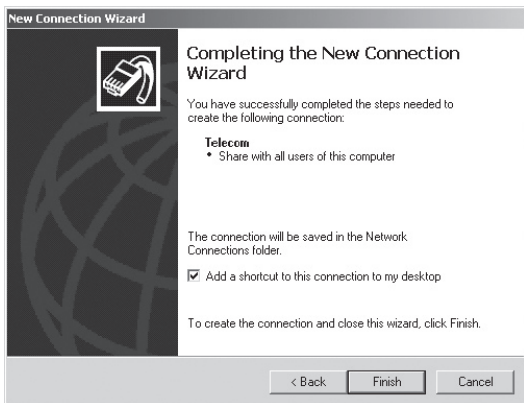 New Connection Wizard
Completing the New Connection
Wizard
You have successfully completed the steps needed to
create the following connection:
Telecom
• Share with all users of this computer
The connection will be saved in the Network
Connections folder.
Add a shortcut to this connection to my desktop
To create the connection and close this wizard, click Finish.
< Back Finish Cancel